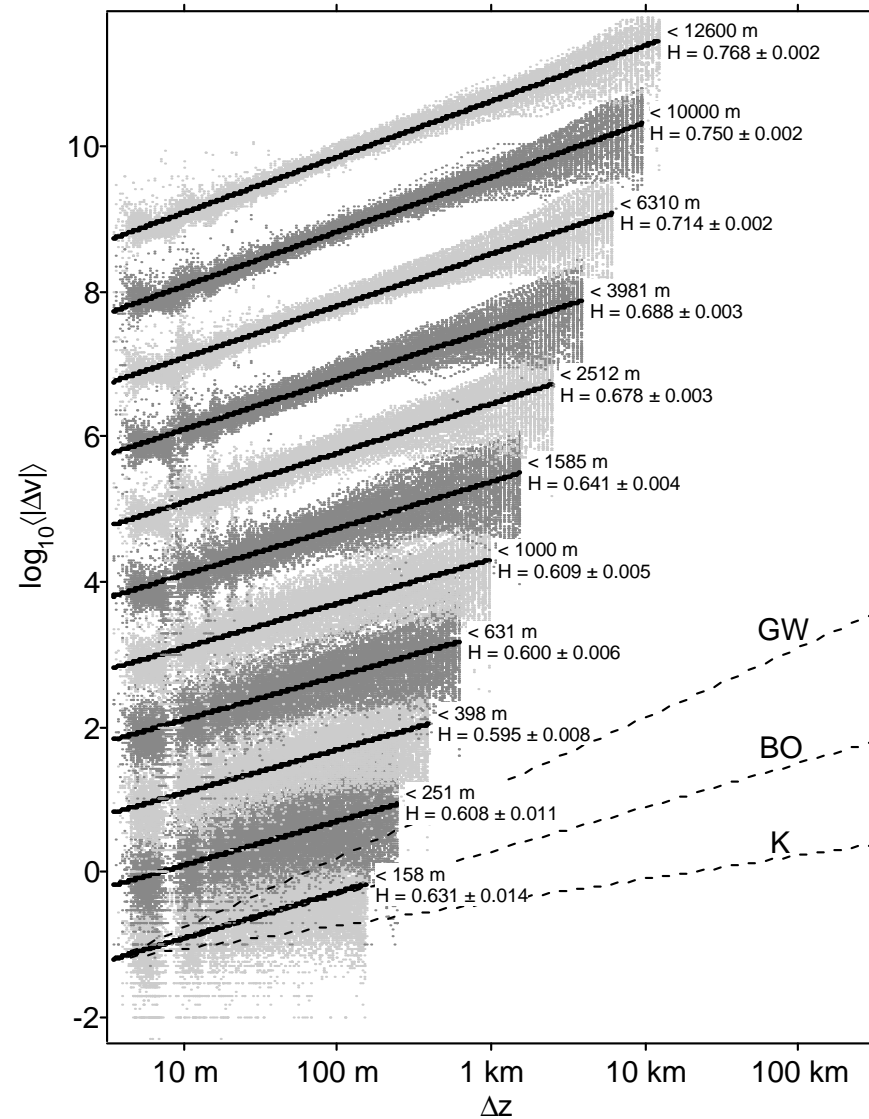 < 12600 m
H = 0.768 ± 0.002
< 10000 m
H = 0.750 ± 0.002
< 6310 m
H = 0.714 ± 0.002
< 3981 m
H = 0.688 ± 0.003
< 2512 m
H = 0.678 ± 0.003
< 1585 m
H = 0.641 ± 0.004
< 1000 m
H = 0.609 ± 0.005
< 631 m
H = 0.600 ± 0.006
< 398 m
H = 0.595 ± 0.008
< 251 m
H = 0.608 ± 0.011
< 158 m
H = 0.631 ± 0.014
GW
BO
K
10
8
6
4
2
0
-2
log₁₀⟨|Δv|⟩
10 m 100 m 1 km 10 km 100 km
Δz